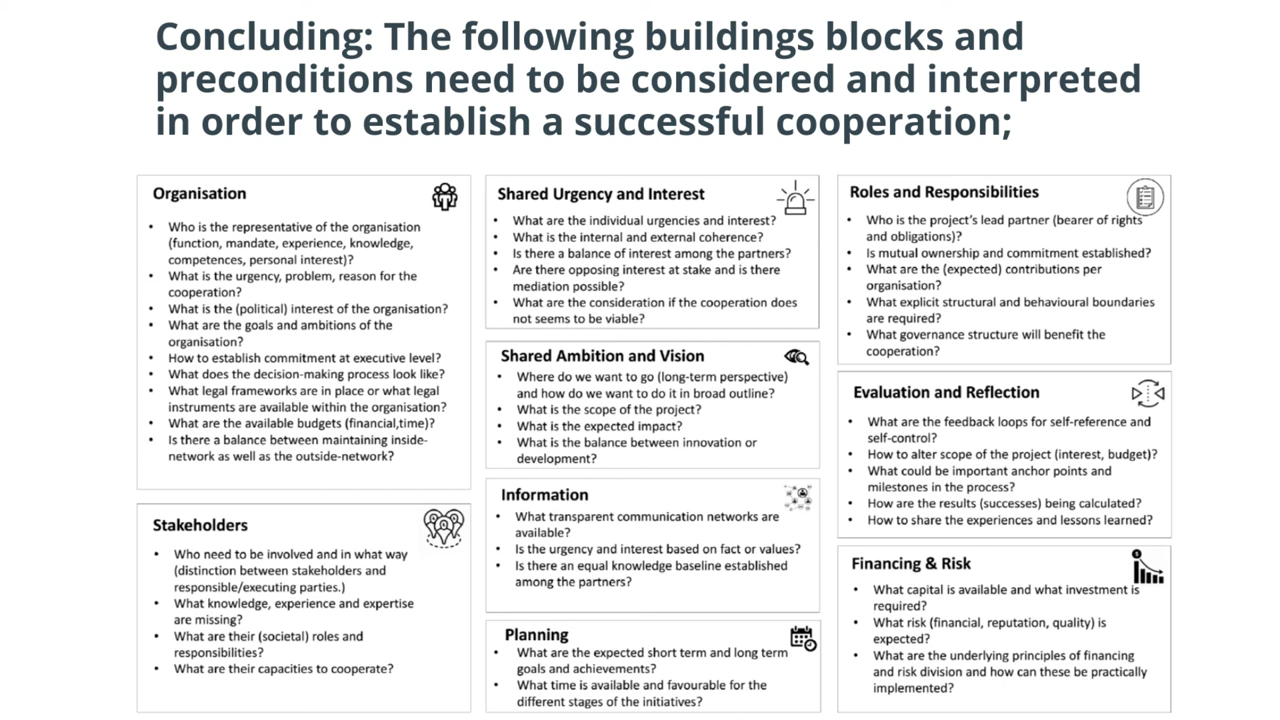 Concluding: The following buildings blocks and
preconditions need to be considered and interpreted
in order to establish a successful cooperation;
Organisation
• Who is the representative of the organisation
(function, mandate, experience, knowledge,
competences, personal interest)?
• What is the urgency, problem, reason for the
cooperation?
• What is the (political) interest of the organisation?
• What are the goals and ambitions of the
organisation?
• How to establish commitment at executive level?
• What does the decision-making process look like?
• What legal frameworks are in place or what legal
instruments are available within the organisation?
• What are the available budgets (financial,time)?
• Is there a balance between maintaining inside-
network as well as the outside-network?
Stakeholders
• Who need to be involved and in what way
(distinction between stakeholders and
responsible/executing parties.)
• What knowledge, experience and expertise
are missing?
• What are their (societal) roles and
responsibilities?
• What are their capacities to cooperate?
Shared Urgency and Interest
• What are the individual urgencies and interest?
• What is the internal and external coherence?
• Is there a balance of interest among the partners?
• Are there opposing interest at stake and is there
mediation possible?
• What are the consideration if the cooperation does
not seems to be viable?
Shared Ambition and Vision
• Where do we want to go (long-term perspective)
and how do we want to do it in broad outline?
• What is the scope of the project?
• What is the expected impact?
• What is the balance between innovation or
development?
Information
• What transparent communication networks are
available?
• Is the urgency and interest based on fact or values?
• Is there an equal knowledge baseline established
among the partners?
Planning
• What are the expected short term and long term
goals and achievements?
• What time is available and favourable for the
different stages of the initiatives?
Roles and Responsibilities
• Who is the project's lead partner (bearer of rights
and obligations)?
• Is mutual ownership and commitment established?
• What are the (expected) contributions per
organisation?
• What explicit structural and behavioural boundaries
are required?
• What governance structure will benefit the
cooperation?
Evaluation and Reflection
• What are the feedback loops for self-reference and
self-control?
• How to alter scope of the project (interest, budget)?
• What could be important anchor points and
milestones in the process?
• How are the results (successes) being calculated?
• How to share the experiences and lessons learned?
Financing & Risk
• What capital is available and what investment is
required?
• What risk (financial, reputation, quality) is
expected?
• What are the underlying principles of financing
and risk division and how can these be practically
implemented?